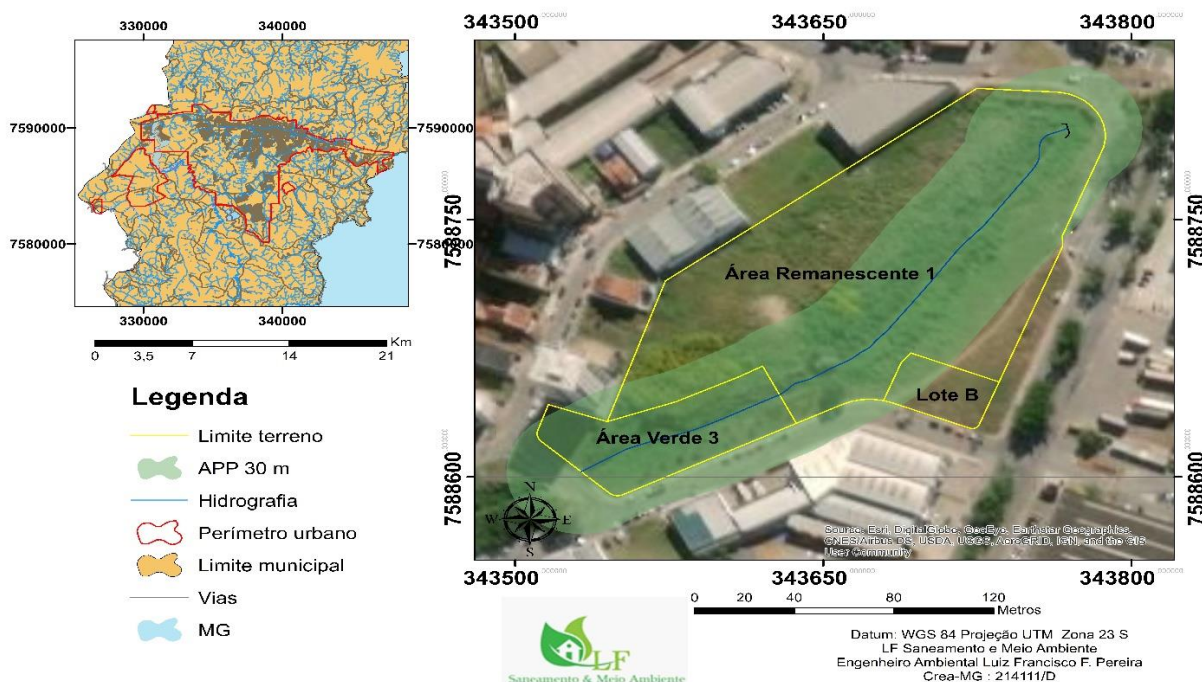 330000 340000
7590000 7590000
7580000 7580000
330000 340000
0 3,5 7 14 21 Km
Legenda
Limite terreno
APP 30 m
Hidrografia
Perímetro urbano
Limite municipal
Vias
MG
343500 343650 343800
7588750 7588750
7588600 7588600
Área Remanescente 1
Lote B
Área Verde 3
N
W E
S
Source: Esri, DigitalGlobe, GeoEye, Earthstar Geographics,
CNES/Airbus DS, USDA, USGS, AeroGRID, IGN, and the GIS
User Community
343500 343650 343800
0 20 40 80 120
Metros
LF
Saneamento & Meio Ambiente
Datum: WGS 84 Projeção UTM Zona 23 S
LF Saneamento e Meio Ambiente
Engenheiro Ambiental Luiz Francisco F. Pereira
Crea-MG : 214111/D